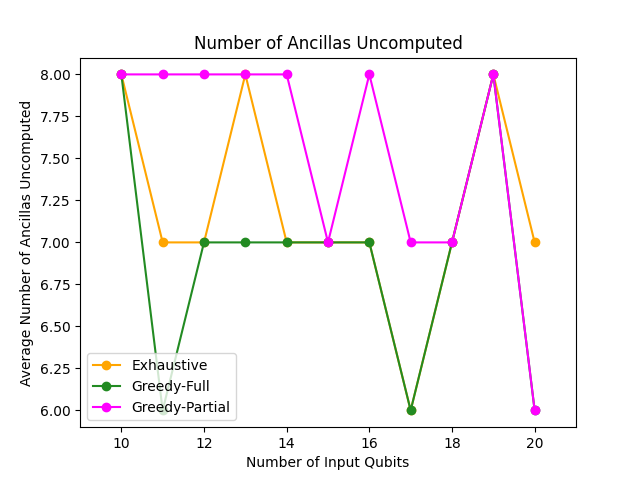 Number of Ancillas Uncomputed
Average Number of Ancillas Uncomputed
8.00
7.75
7.50
7.25
7.00
6.75
6.50
6.25
6.00
Exhaustive
Greedy-Full
Greedy-Partial
10 12 14 16 18 20
Number of Input Qubits